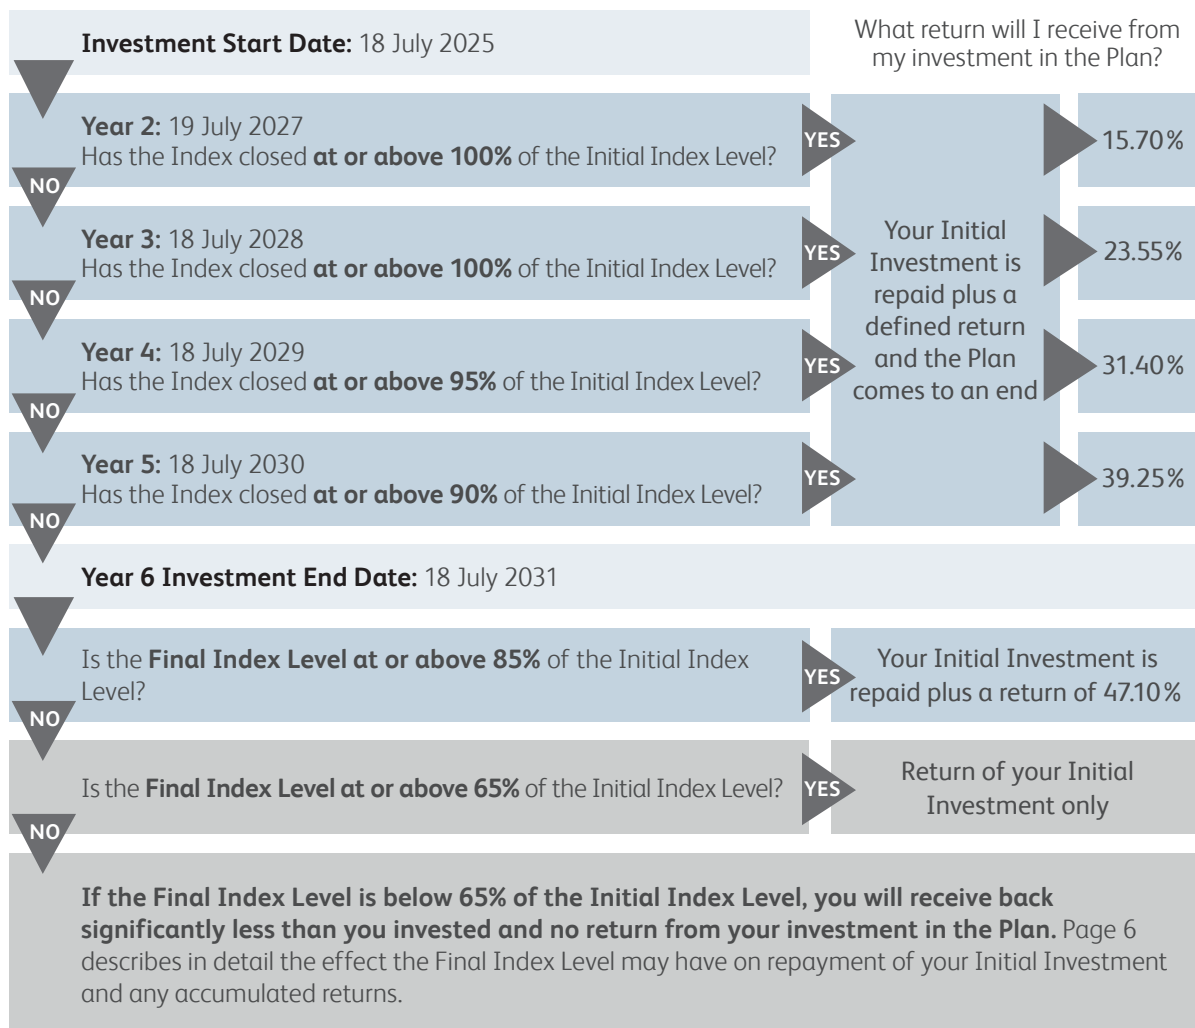 Investment Start Date: 18 July 2025
What return will I receive from
my investment in the Plan?
Year 2: 19 July 2027
Has the Index closed at or above 100% of the Initial Index Level?
YES
15.70%
NO
Year 3: 18 July 2028
Has the Index closed at or above 100% of the Initial Index Level?
YES
23.55%
NO
Year 4: 18 July 2029
Has the Index closed at or above 95% of the Initial Index Level?
YES
31.40%
NO
Year 5: 18 July 2030
Has the Index closed at or above 90% of the Initial Index Level?
YES
39.25%
NO
Your Initial
Investment is
repaid plus a
defined return
and the Plan
comes to an end
Year 6 Investment End Date: 18 July 2031
Is the Final Index Level at or above 85% of the Initial Index
Level?
YES
Your Initial Investment is
repaid plus a return of 47.10%
NO
Is the Final Index Level at or above 65% of the Initial Index Level?
YES
Return of your Initial
Investment only
NO
If the Final Index Level is below 65% of the Initial Index Level, you will receive back
significantly less than you invested and no return from your investment in the Plan. Page 6
describes in detail the effect the Final Index Level may have on repayment of your Initial Investment
and any accumulated returns.